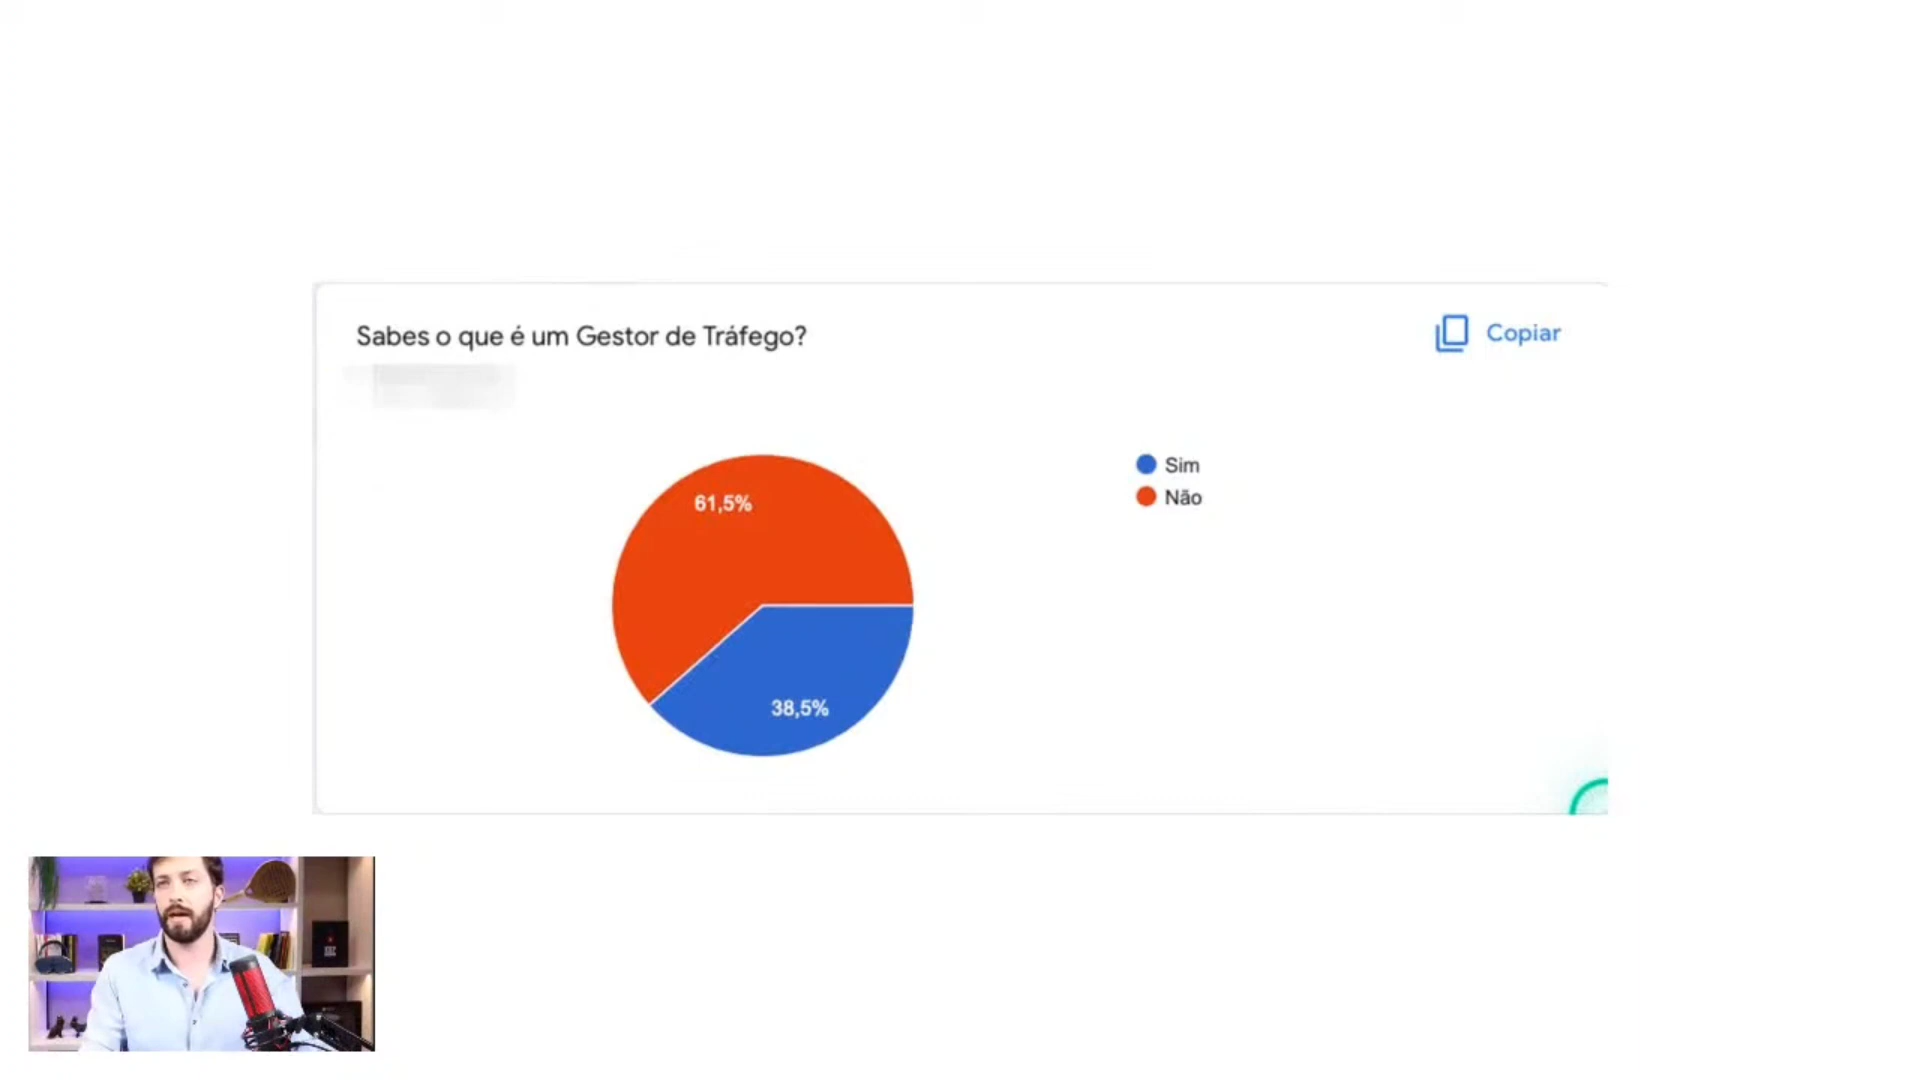 Sabes o que é um Gestor de Tráfego?
Copiar
Sim
Não
61,5%
38,5%